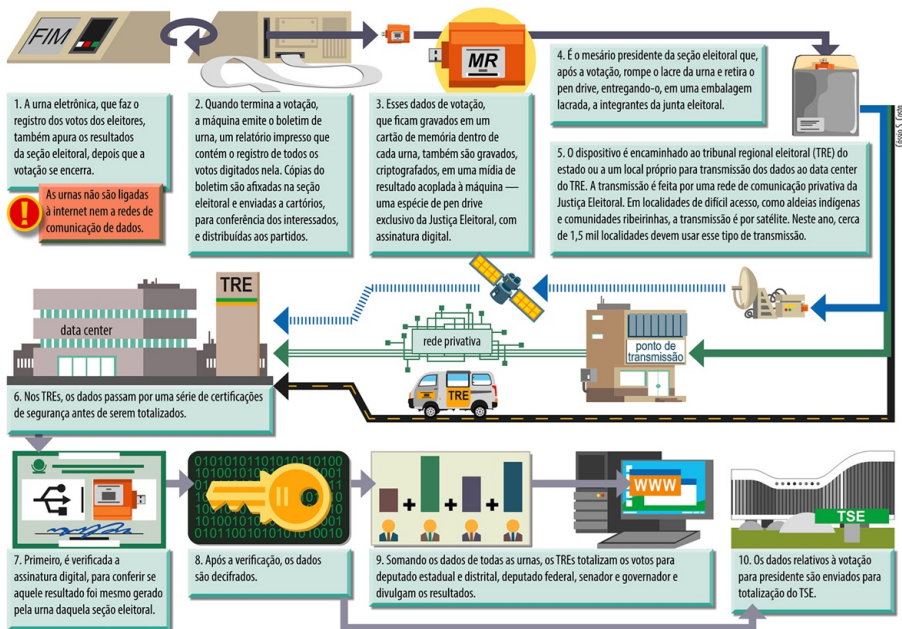 FIM
MR
1. A urna eletrônica, que faz o
registro dos votos dos eleitores,
também apura os resultados
da seção eleitoral, depois que a
votação se encerra.
!
As urnas não são ligadas
à internet nem a redes de
comunicação de dados.
2. Quando termina a votação,
a máquina emite o boletim de
urna, um relatório impresso que
contém o registro de todos os
votos digitados nela. Cópias do
boletim são afixadas na seção
eleitoral e enviadas a cartórios,
para conferência dos interessados,
e distribuídas aos partidos.
3. Esses dados de votação,
que ficam gravados em um
cartão de memória dentro de
cada urna, também são gravados,
criptografados, em uma mídia de
resultado acoplada à máquina —
uma espécie de pen drive
exclusivo da Justiça Eleitoral, com
assinatura digital.
4. É o mesário presidente da seção eleitoral que,
após a votação, rompe o lacre da urna e retira o
pen drive, entregando-o, em uma embalagem
lacrada, a integrantes da junta eleitoral.
5. O dispositivo é encaminhado ao tribunal regional eleitoral (TRE) do
estado ou a um local próprio para transmissão dos dados ao data center
do TRE. A transmissão é feita por uma rede de comunicação privativa da
Justiça Eleitoral. Em localidades de difícil acesso, como aldeias indígenas
e comunidades ribeirinhas, a transmissão é por satélite. Neste ano, cerca
de 1,5 mil localidades devem usar esse tipo de transmissão.
TRE
data center
rede privativa
ponto de
transmissão
TRE
6. Nos TREs, os dados passam por uma série de certificações
de segurança antes de serem totalizados.
WWW
TSE
7. Primeiro, é verificada a
assinatura digital, para conferir se
aquele resultado foi mesmo gerado
pela urna daquela seção eleitoral.
8. Após a verificação, os dados
são decifrados.
9. Somando os dados de todas as urnas, os TREs totalizam os votos para
deputado estadual e distrital, deputado federal, senador e governador e
divulgam os resultados.
10. Os dados relativos à votação
para presidente são enviados para
totalização do TSE.